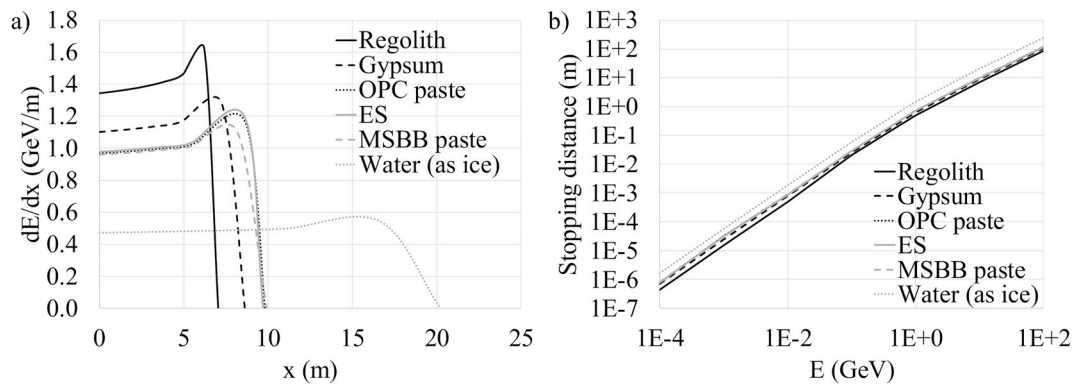 a)
1.8
1.6
1.4
1.2
1.0
0.8
0.6
0.4
0.2
0.0
dE/dx (GeV/m)
0 5 10 15 20 25
x (m)
Regolith
Gypsum
OPC paste
ES
MSBB paste
Water (as ice)
b)
1E+3
1E+2
1E+1
1E+0
1E-1
1E-2
1E-3
1E-4
1E-5
1E-6
1E-7
Stopping distance (m)
1E-4 1E-2 1E+0 1E+2
E (GeV)
Regolith
Gypsum
OPC paste
ES
MSBB paste
Water (as ice)